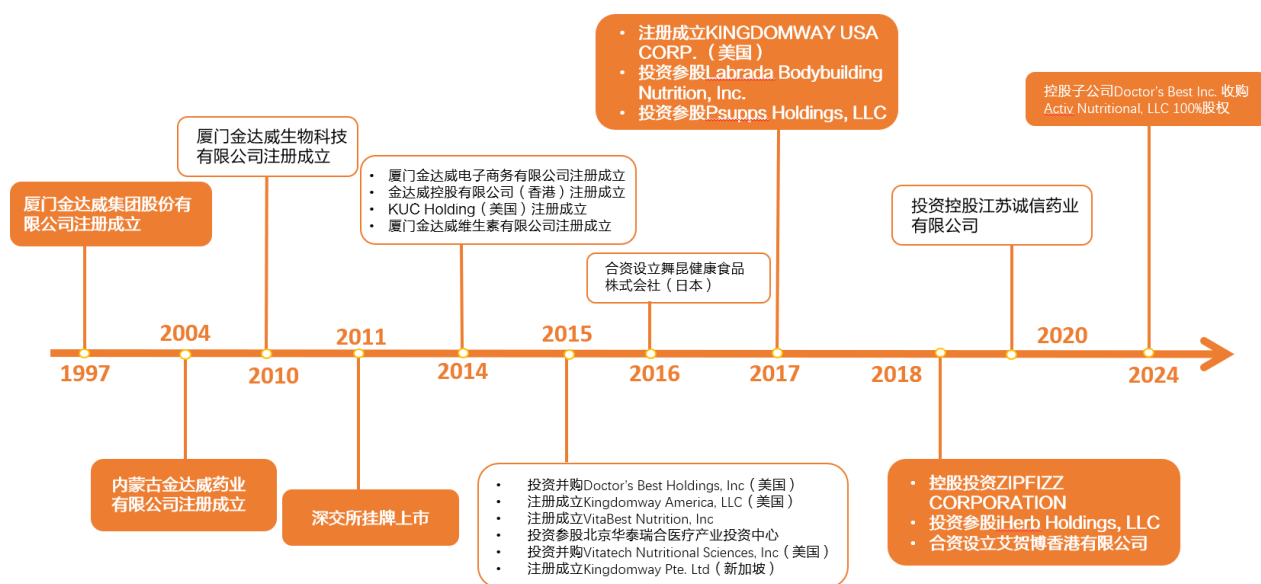 • 注册成立KINGDOMWAY USA
CORP.（美国）
• 投资参股Labrada Bodybuilding
Nutrition, Inc.
• 投资参股Psupps Holdings, LLC
控股子公司Doctor's Best Inc. 收购
Activ Nutritional, LLC 100%股权
厦门金达威生物科技
有限公司注册成立
• 厦门金达威电子商务有限公司注册成立
• 金达威控股有限公司（香港）注册成立
• KUC Holding（美国）注册成立
• 厦门金达威维生素有限公司注册成立
厦门金达威集团股份有
限公司注册成立
投资控股江苏诚信药业
有限公司
合资设立舞昆健康食品
株式会社（日本）
2004
2011
2015
2020
1997
2010
2014
2016
2017
2018
2024
内蒙古金达威药业
有限公司注册成立
深交所挂牌上市
• 投资并购Doctor's Best Holdings, Inc（美国）
• 注册成立Kingdomway America, LLC（美国）
• 注册成立VitaBest Nutrition, Inc
• 投资参股北京华泰瑞合医疗产业投资中心
• 投资并购Vitatech Nutritional Sciences, Inc（美国）
• 注册成立Kingdomway Pte. Ltd（新加坡）
• 控股投资ZIPFIZZ
CORPORATION
• 投资参股iHerb Holdings, LLC
• 合资设立艾贺博香港有限公司